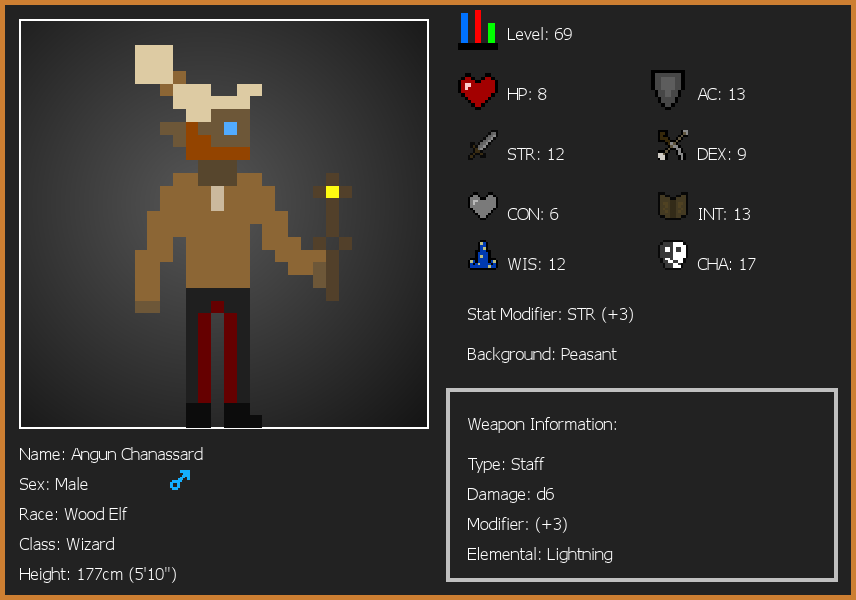 Level: 69
HP: 8
AC: 13
STR: 12
DEX: 9
CON: 6
INT: 13
WIS: 12
CHA: 17
Stat Modifier: STR (+3)
Background: Peasant
Weapon Information:
Type: Staff
Damage: d6
Modifier: (+3)
Elemental: Lightning
Name: Angun Chanassard
Sex: Male
Race: Wood Elf
Class: Wizard
Height: 177cm (5'10")